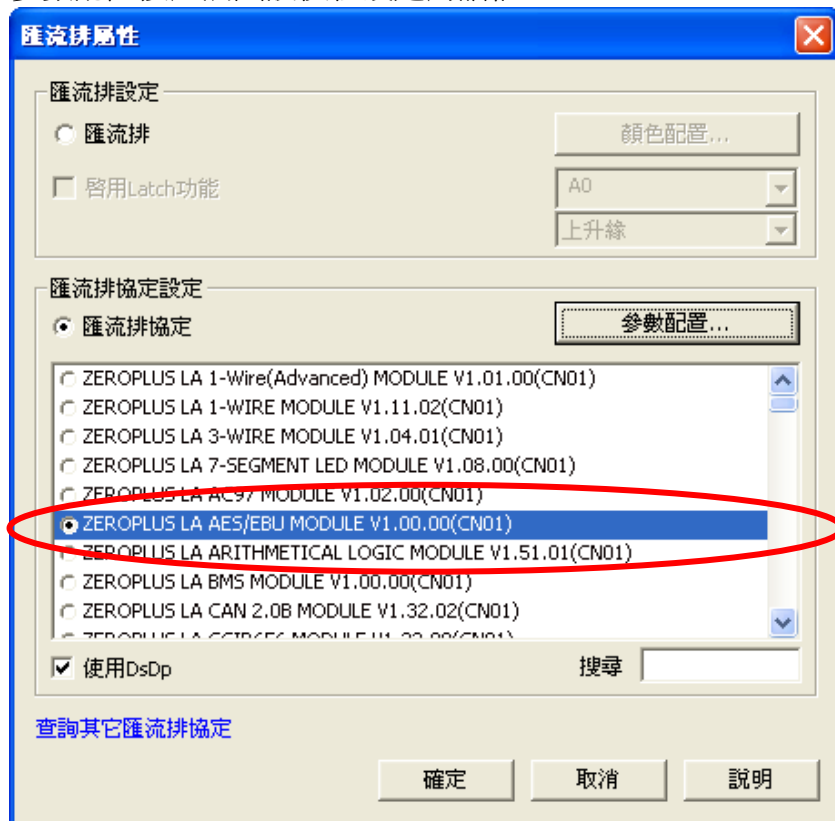 匯流排屬性
匯流排設定
匯流排
顏色配置...
啓用Latch功能
A0
上升緣
匯流排協定設定
匯流排協定
參數配置...
ZEROPLUS LA 1-Wire(Advanced) MODULE V1.01.00(CN01)
ZEROPLUS LA 1-WIRE MODULE V1.11.02(CN01)
ZEROPLUS LA 3-WIRE MODULE V1.04.01(CN01)
ZEROPLUS LA 7-SEGMENT LED MODULE V1.08.00(CN01)
ZEROPLUS LA AC97 MODULE V1.02.00(CN01)
ZEROPLUS LA AES/EBU MODULE V1.00.00(CN01)
ZEROPLUS LA ARITHMETICAL LOGIC MODULE V1.51.01(CN01)
ZEROPLUS LA BMS MODULE V1.00.00(CN01)
ZEROPLUS LA CAN 2.0B MODULE V1.32.02(CN01)
ZEROPLUS LA CCIR656 MODULE
使用DsDp
搜尋
查詢其它匯流排協定
確定
取消
說明